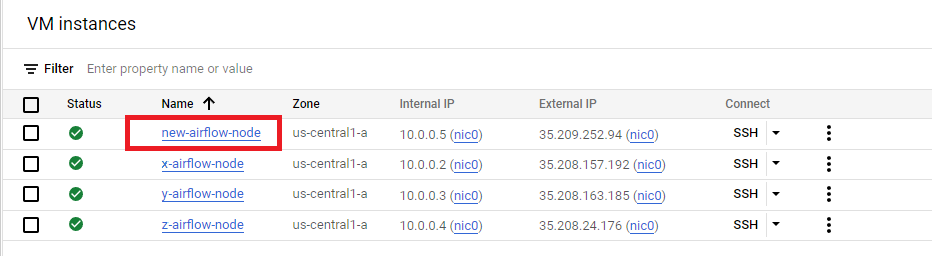 VM instances
Filter Enter property name or value
Status Name Zone Internal IP External IP Connect
new-airflow-node us-central1-a 10.0.0.5 (nic0) 35.209.252.94 (nic0) SSH
x-airflow-node us-central1-a 10.0.0.2 (nic0) 35.208.157.192 (nic0) SSH
y-airflow-node us-central1-a 10.0.0.3 (nic0) 35.208.163.185 (nic0) SSH
z-airflow-node us-central1-a 10.0.0.4 (nic0) 35.208.24.176 (nic0) SSH